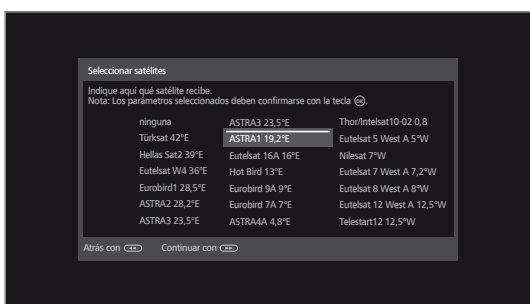 Seleccionar satélites
Indique aquí qué satélite recibe.
Nota: Los parámetros seleccionados deben confirmarse con la tecla OK.
ninguna ASTRA3 23,5°E Thor/Intelsat10-02 0,8
Türksat 42°E ASTRA1 19,2°E Eutelsat 5 West A 5°W
Hellas Sat2 39°E Eutelsat 16A 16°E Nilesat 7°W
Eutelsat W4 36°E Hot Bird 13°E Eutelsat 7 West A 7,2°W
Eurobird1 28,5°E Eurobird 9A 9°E Eutelsat 8 West A 8°W
ASTRA2 28,2°E Eurobird 7A 7°E Eutelsat 12 West A 12,5°W
ASTRA3 23,5°E ASTRA4A 4,8°E Telestart12 12,5°W
Atrás con Continuar con